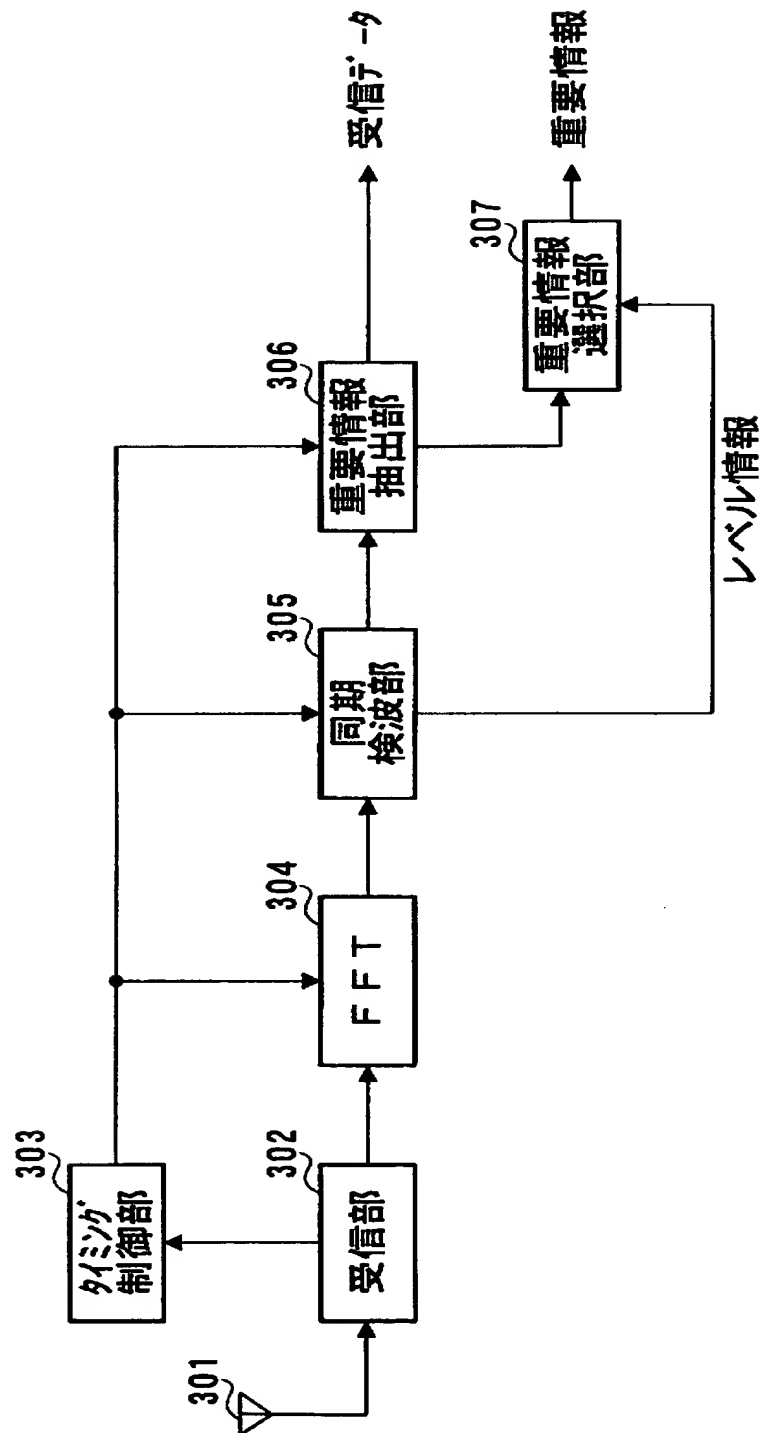 301
303
タイミング
制御部
302
受信部
304
FFT
305
同期
検波部
306
重要情報
抽出部
受信データ
307
重要情報
選択部
重要情報
レベル情報